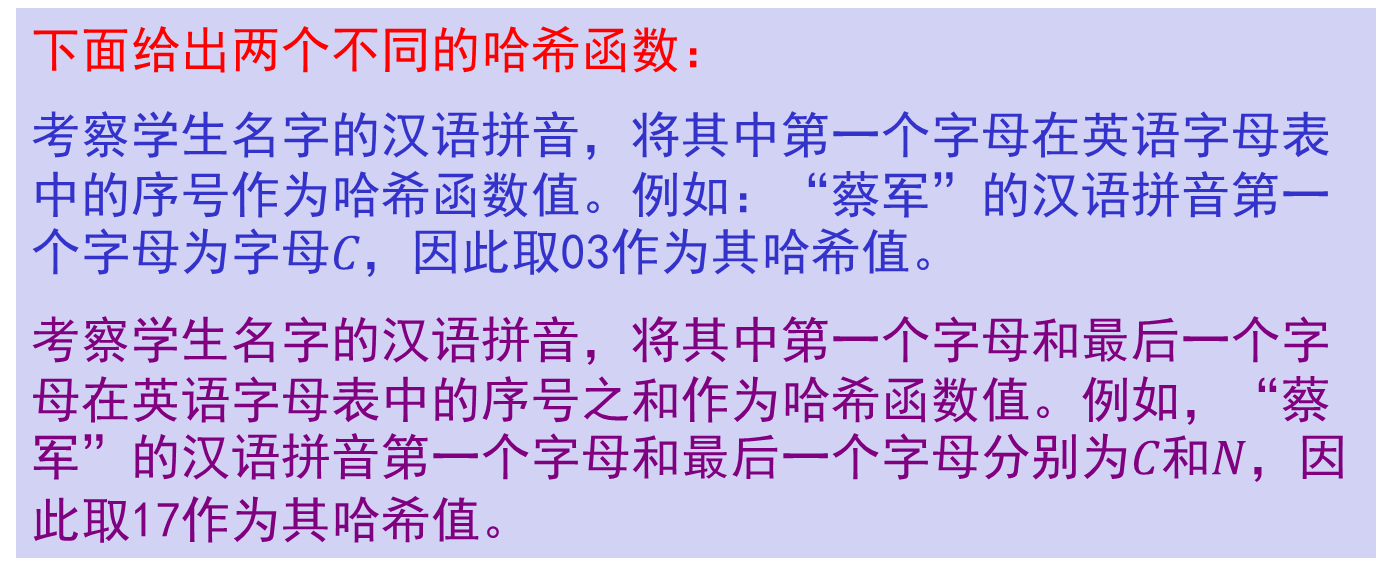 下面给出两个不同的哈希函数：
考察学生名字的汉语拼音，将其中第一个字母在英语字母表
中的序号作为哈希函数值。例如：“蔡军”的汉语拼音第一
个字母为字母C，因此取03作为其哈希值。
考察学生名字的汉语拼音，将其中第一个字母和最后一个字
母在英语字母表中的序号之和作为哈希函数值。例如，“蔡
军”的汉语拼音第一个字母和最后一个字母分别为C和N，因
此取17作为其哈希值。